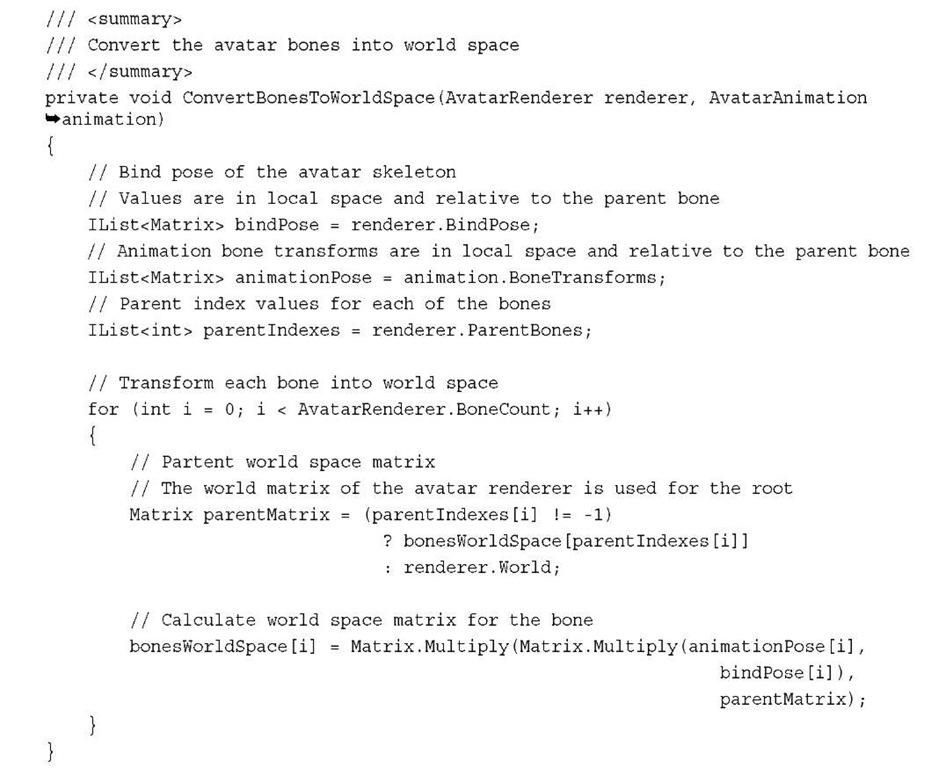 /// <summary>
/// Convert the avatar bones into world space
/// </summary>
private void ConvertBonesToWorldSpace(AvatarRenderer renderer, AvatarAnimation
➥animation)
{
// Bind pose of the avatar skeleton
// Values are in local space and relative to the parent bone
IList<Matrix> bindPose = renderer.BindPose;
// Animation bone transforms are in local space and relative to the parent bone
IList<Matrix> animationPose = animation.BoneTransforms;
// Parent index values for each of the bones
IList<int> parentIndexes = renderer.ParentBones;
// Transform each bone into world space
for (int i = 0; i < AvatarRenderer.BoneCount; i++)
{
// Partent world space matrix
// The world matrix of the avatar renderer is used for the root
Matrix parentMatrix = (parentIndexes[i] != -1)
? bonesWorldSpace[parentIndexes[i]]
: renderer.World;
// Calculate world space matrix for the bone
bonesWorldSpace[i] = Matrix.Multiply(Matrix.Multiply(animationPose[i],
bindPose[i]),
parentMatrix);
}
}